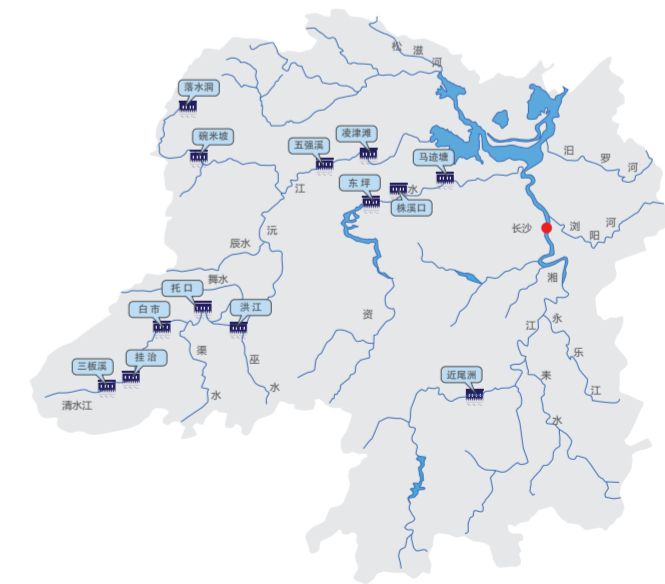 松滋河
落水洞
碗米坡
五强溪
凌津滩
马迹塘
汨罗河
东坪
株溪口
水
江
沅
长沙
浏阳河
辰水
舞水
托口
洪江
白市
湘
江
资
永乐江
渠水
巫水
挂治
三板溪
清水江
近尾洲
耒水